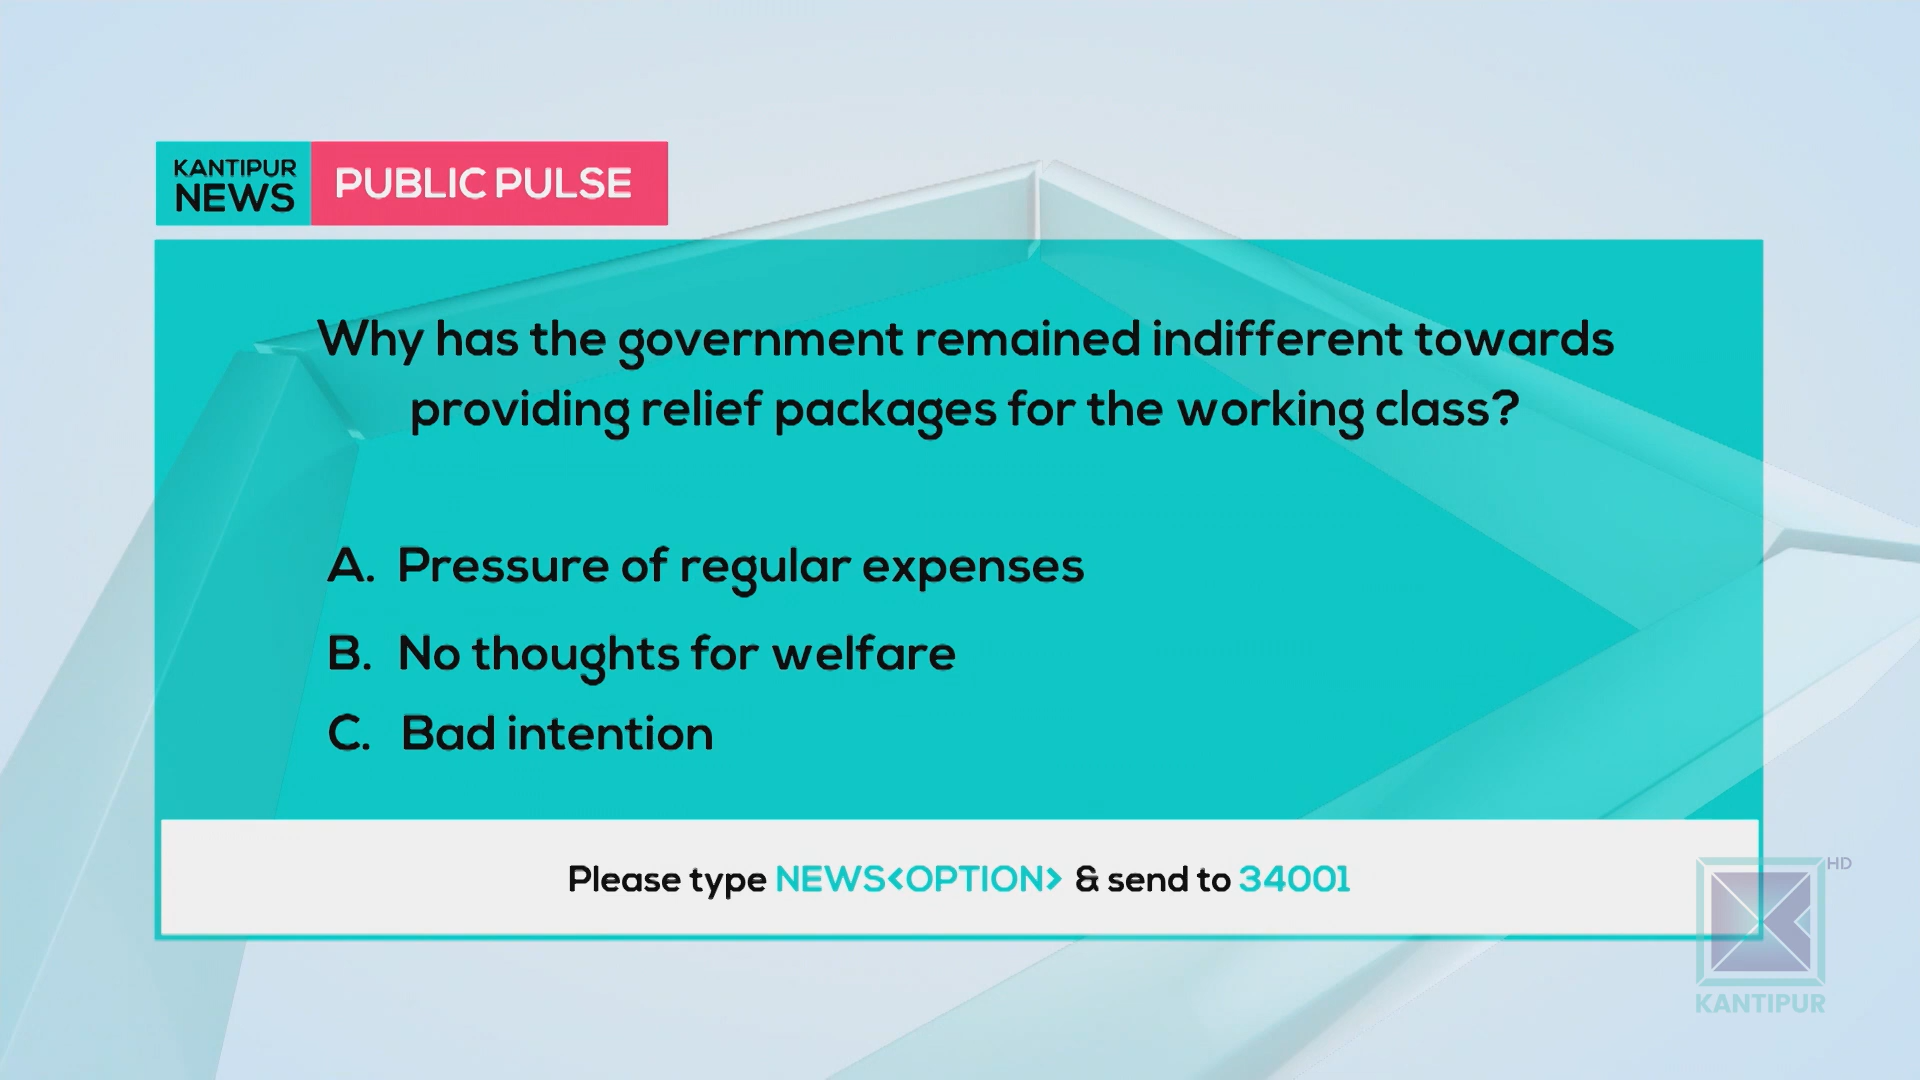 KANTIPUR
NEWS
PUBLIC PULSE
Why has the government remained indifferent towards
providing relief packages for the working class?
A. Pressure of regular expenses
B. No thoughts for welfare
C. Bad intention
Please type NEWS<OPTION> & send to 34001
HD
KANTIPUR